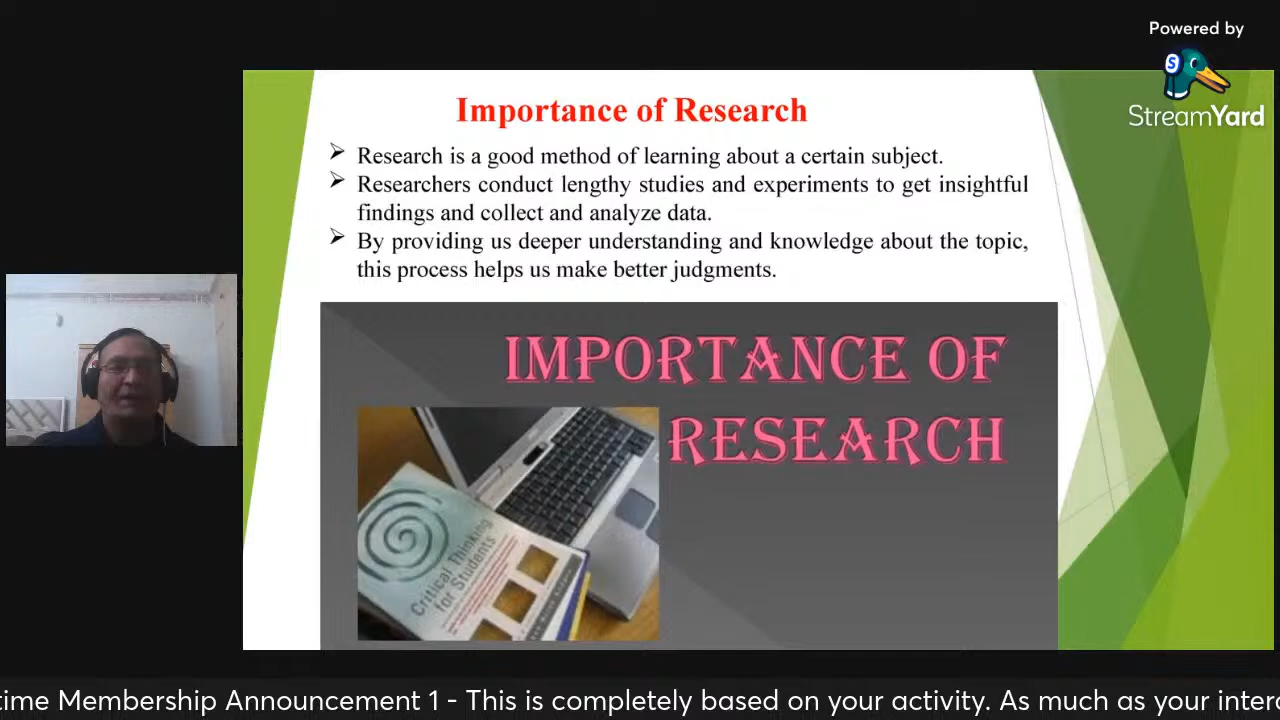 Powered by
StreamYard
Importance of Research
➢ Research is a good method of learning about a certain subject.
➢ Researchers conduct lengthy studies and experiments to get insightful
findings and collect and analyze data.
➢ By providing us deeper understanding and knowledge about the topic,
this process helps us make better judgments.
IMPORTANCE OF
RESEARCH
Critical Thinking
for Students
time Membership Announcement 1 - This is completely based on your activity. As much as your inter